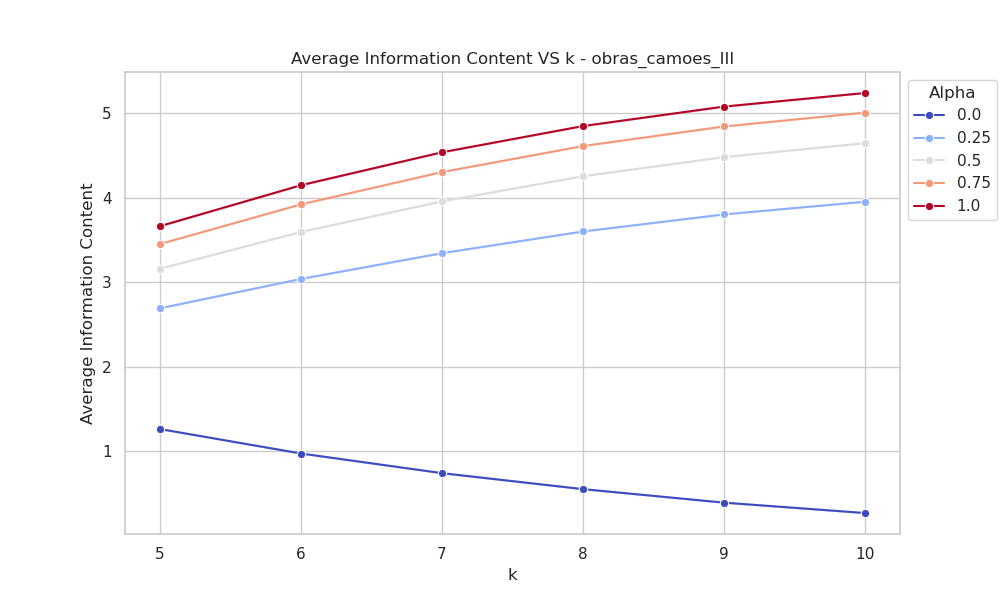 Average Information Content VS k - obras_camoes_III
Alpha
0.0
0.25
0.5
0.75
1.0
Average Information Content
5
4
3
2
1
5 6 7 8 9 10
k